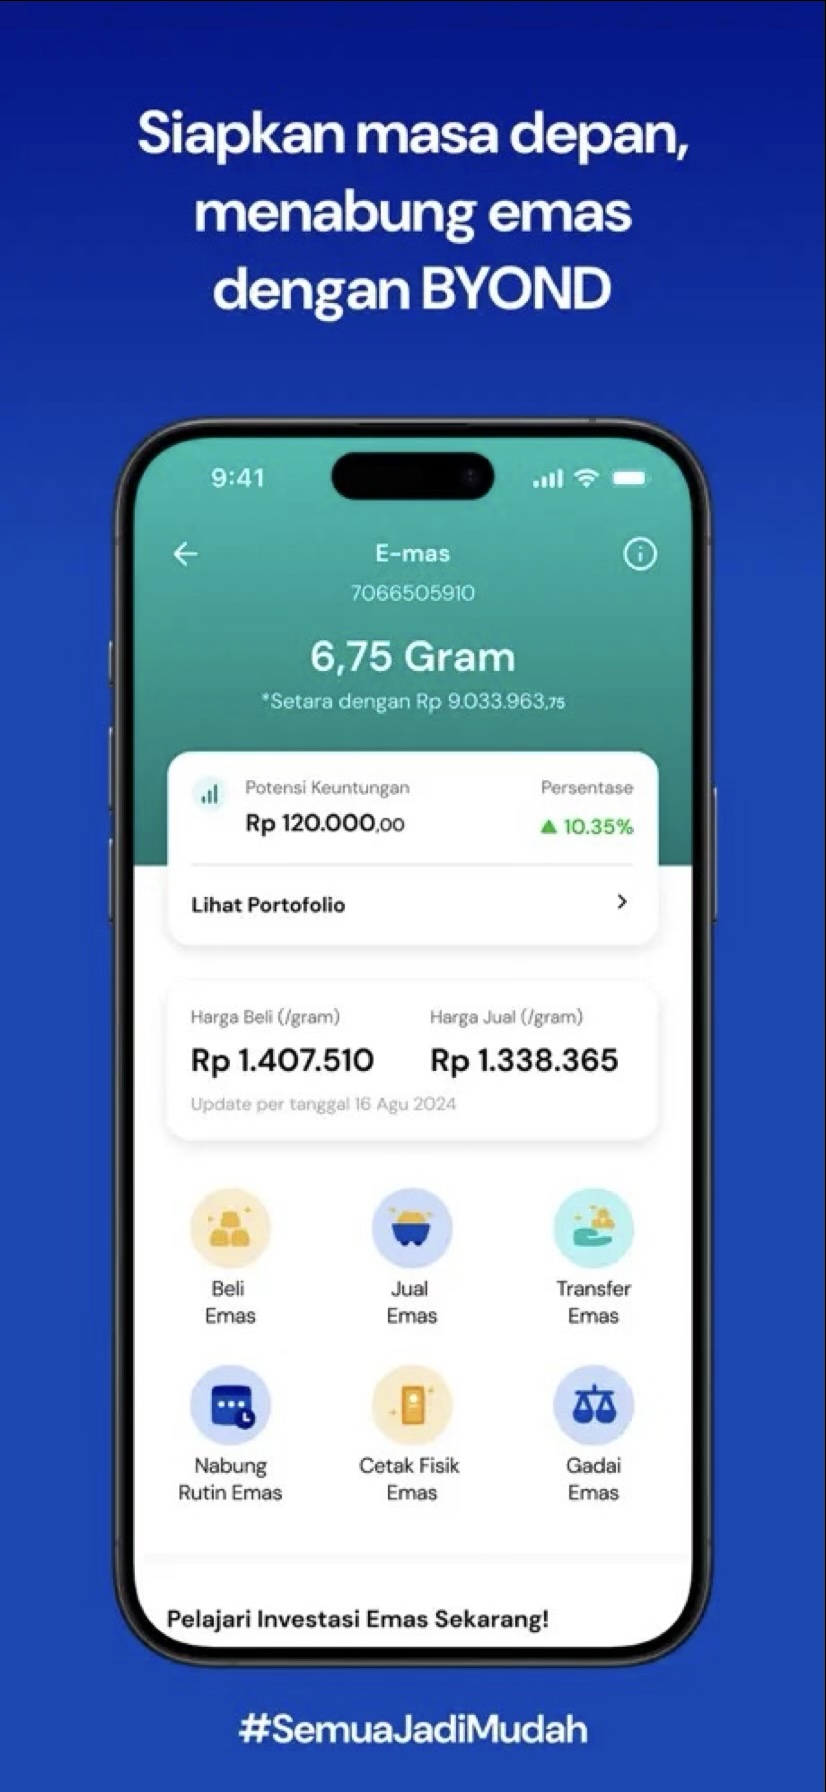 Siapkan masa depan,
menabung emas
dengan BYOND
9:41
E-mas
7066505910
6,75 Gram
*Setara dengan Rp 9.033.963,75
Potensi Keuntungan
Persentase
Rp 120.000,00
▲ 10.35%
Lihat Portofolio
Harga Beli (/gram)
Harga Jual (/gram)
Rp 1.407.510
Rp 1.338.365
Update per tanggal 16 Agu 2024
Beli
Emas
Jual
Emas
Transfer
Emas
Nabung
Rutin Emas
Cetak Fisik
Emas
Gadai
Emas
Pelajari Investasi Emas Sekarang!
#SemuaJadiMudah